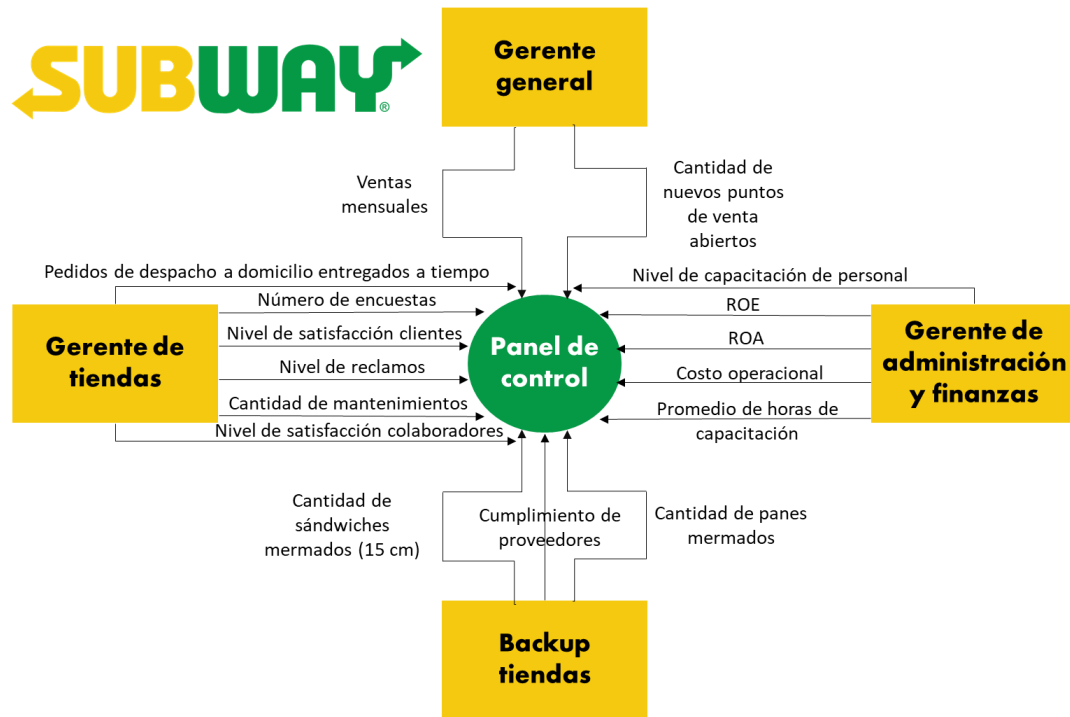 SUBWAY®
Gerente
general
Ventas
mensuales
Cantidad de
nuevos puntos
de venta
abiertos
Pedidos de despacho a domicilio entregados a tiempo
Número de encuestas
Nivel de satisfacción clientes
Nivel de reclamos
Cantidad de mantenimientos
Nivel de satisfacción colaboradores
Gerente de
tiendas
Panel de
control
Nivel de capacitación de personal
ROE
ROA
Costo operacional
Promedio de horas de
capacitación
Gerente de
administración
y finanzas
Cantidad de
sándwiches
mermados (15 cm)
Cumplimiento de
proveedores
Cantidad de panes
mermados
Backup
tiendas